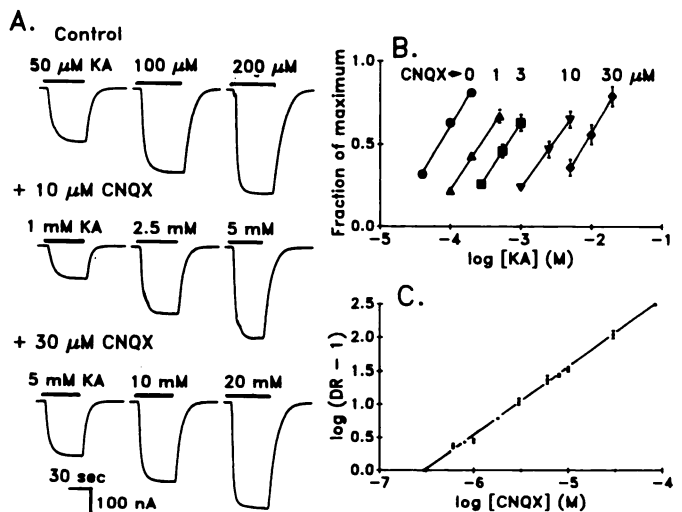 A.
Control
50 μM KA 100 μM 200 μM
+ 10 μM CNQX
1 mM KA 2.5 mM 5 mM
+ 30 μM CNQX
5 mM KA 10 mM 20 mM
30 sec
100 nA
B.
Fraction of maximum
1.0
0.5
0.0
CNQX 0 1 3 10 30 μM
−5 −4 −3 −2 −1
log [KA] (M)
C.
log (DR − 1)
2.5
2.0
1.5
1.0
0.5
0.0
−7 −6 −5 −4
log [CNQX] (M)